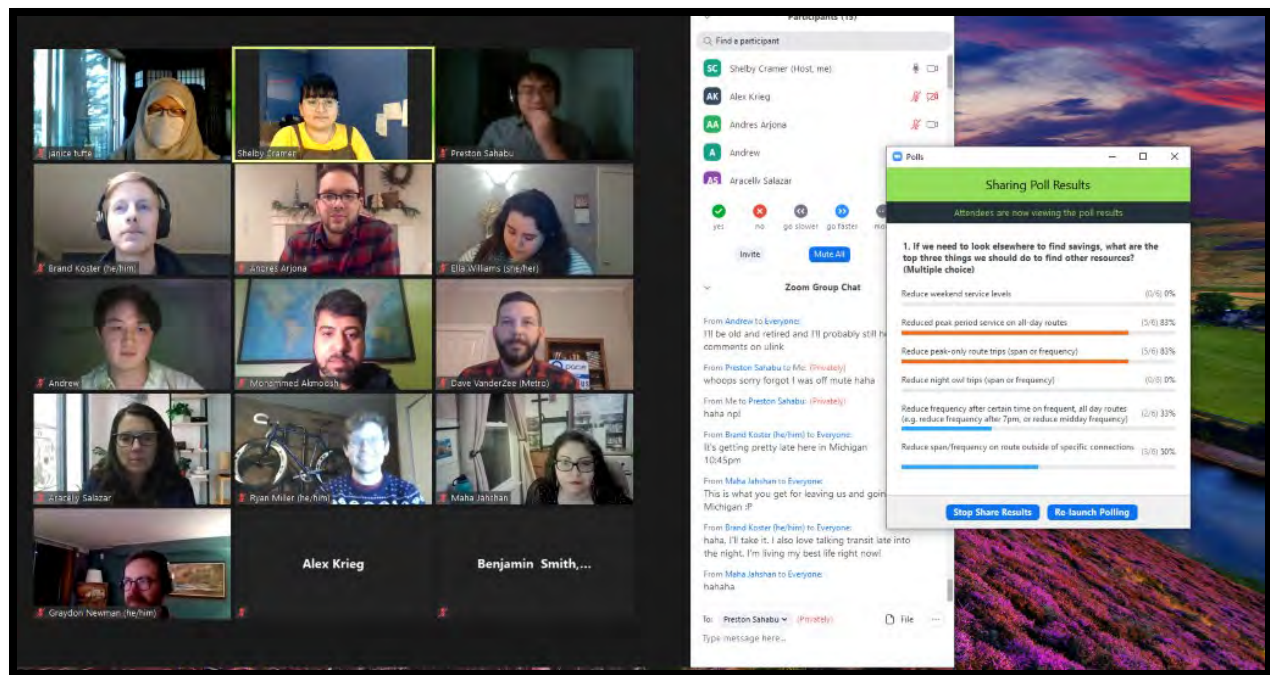 janice tufte
Shelby Cramer
Preston Sahabu
Brand Koster (he/him)
Andres Arjona
Ella Williams (she/her)
Andrew
Mohammed Akmoosh
Dave VanderZee (Metro)
Aracelly Salazar
Ryan Miller (he/him)
Maha Jahshan
Graydon Newman (he/him)
Alex Krieg
Benjamin Smith,...
Participants (15)
Find a participant
SC Shelby Cramer (Host, me)
AK Alex Krieg
AA Andres Arjona
A Andrew
AS Aracelly Salazar
yes no go slower go faster
Invite Mute All
Zoom Group Chat
From Andrew to Everyone:
I'll be old and retired and I'll probably still
comments on ulink
From Preston Sahabu to Me: (Privately)
whoops sorry forgot I was off mute haha
From Me to Preston Sahabu: (Privately)
haha np!
From Brand Koster (he/him) to Everyone:
It's getting pretty late here in Michigan
10:45pm
From Maha Jahshan to Everyone:
This is what you get for leaving us and goin
Michigan :P
From Brand Koster (he/him) to Everyone:
haha, I'll take it. I also love talking transit late into
the night. I'm living my best life right now!
From Maha Jahshan to Everyone:
hahaha
To: Preston Sahabu (Privately) File ...
Type message here...
Polls
Sharing Poll Results
Attendees are now viewing the poll results
1. If we need to look elsewhere to find savings, what are the
top three things we should do to find other resources?
(Multiple choice)
Reduce weekend service levels (0/6) 0%
Reduced peak period service on all-day routes (5/6) 83%
Reduce peak-only route trips (span or frequency) (5/6) 83%
Reduce night owl trips (span or frequency) (0/6) 0%
Reduce frequency after certain time on frequent, all day routes
(e.g. reduce frequency after 7pm, or reduce midday frequency) (2/6) 33%
Reduce span/frequency on route outside of specific connections (3/6) 50%
Stop Share Results Re-launch Polling